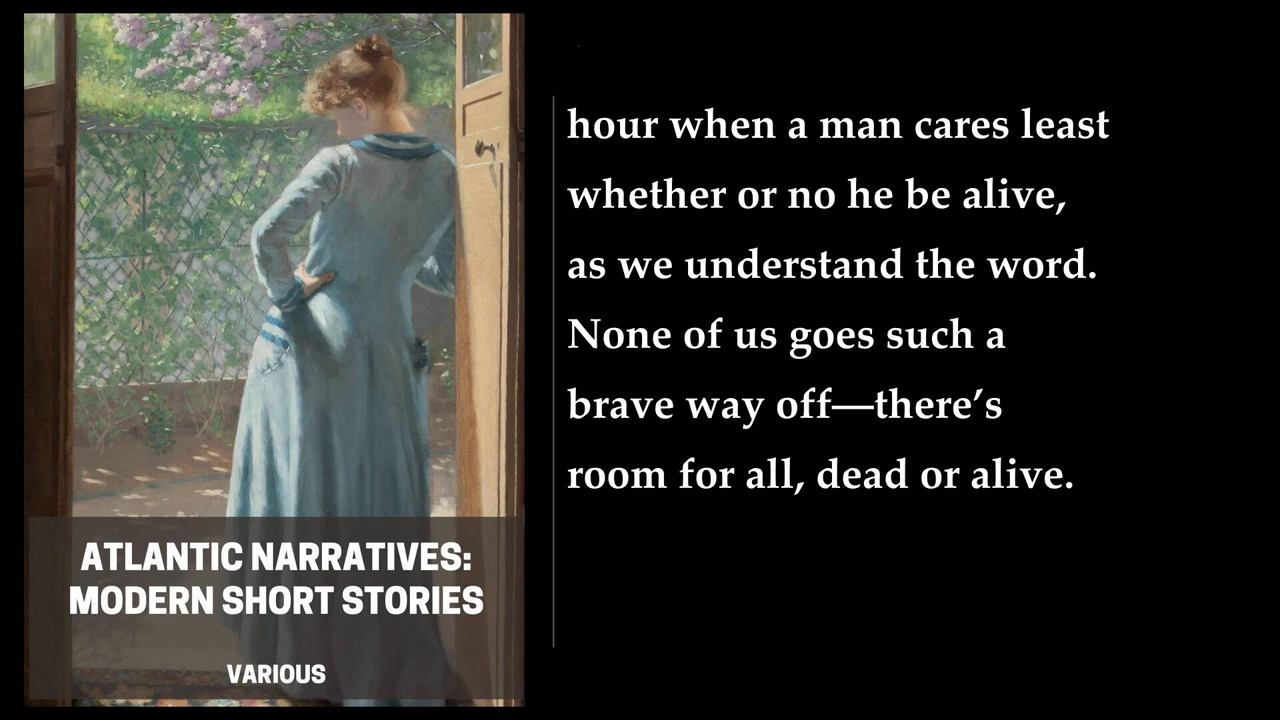 hour when a man cares least
whether or no he be alive,
as we understand the word.
None of us goes such a
brave way off—there’s
room for all, dead or alive.
ATLANTIC NARRATIVES:
MODERN SHORT STORIES
VARIOUS